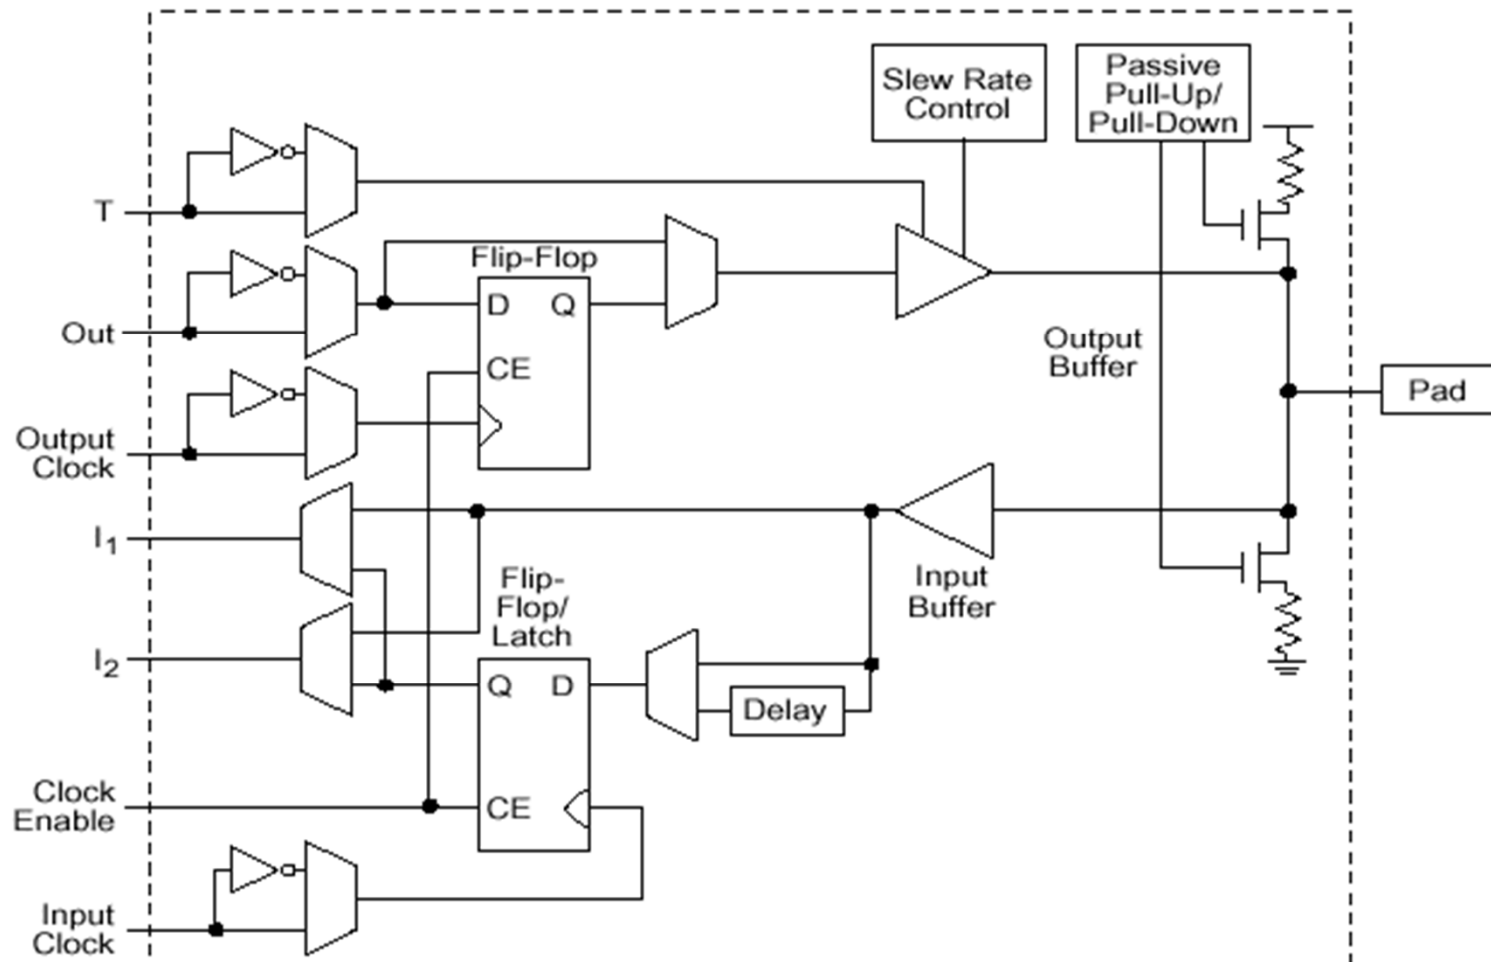 Slew Rate
Control
Passive
Pull-Up/
Pull-Down
T
Flip-Flop
D Q
Out
CE
Output
Buffer
Pad
Output
Clock
I1
Input
Buffer
Flip-
Flop/
Latch
I2
Q D
Delay
Clock
Enable
CE
Input
Clock